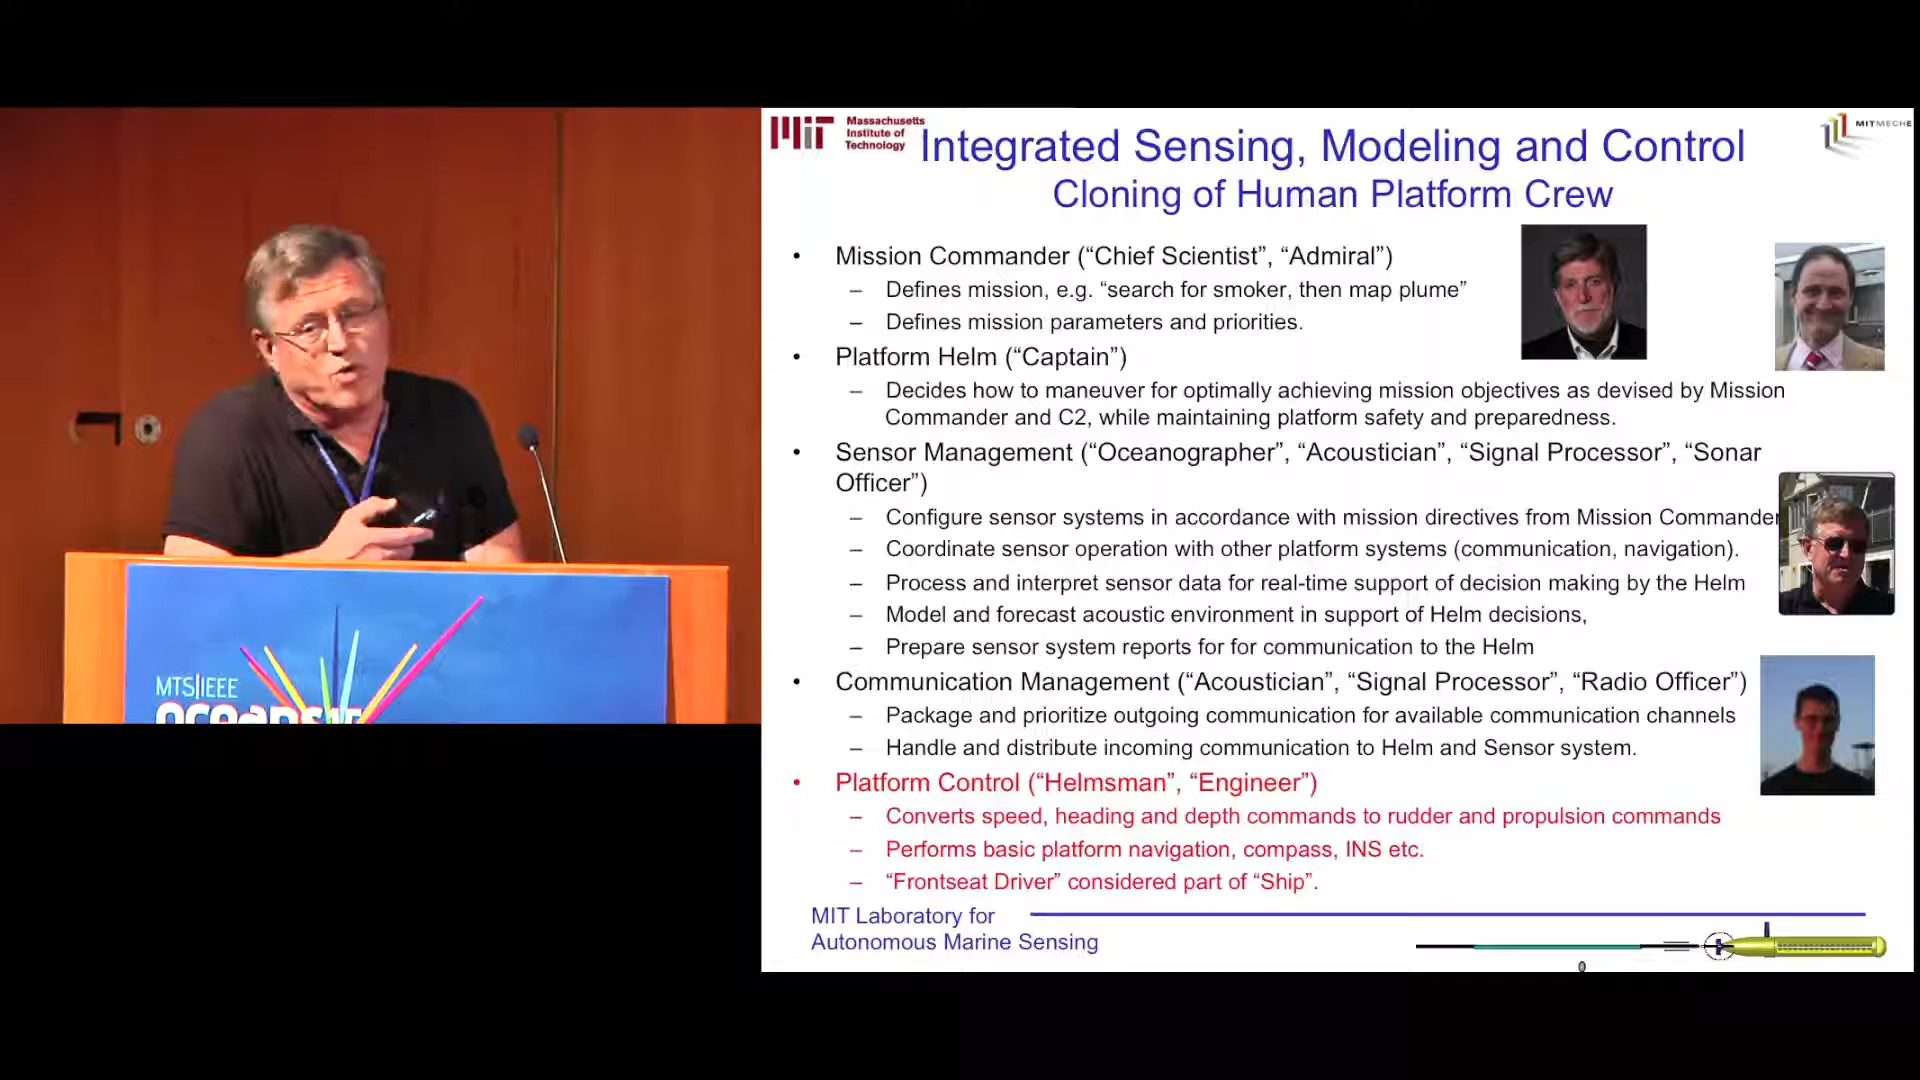 MTS|IEEE
oceans
MIT
Massachusetts
Institute of
Technology
MITMECHE
Integrated Sensing, Modeling and Control
Cloning of Human Platform Crew
• Mission Commander (“Chief Scientist”, “Admiral”)
– Defines mission, e.g. “search for smoker, then map plume”
– Defines mission parameters and priorities.
• Platform Helm (“Captain”)
– Decides how to maneuver for optimally achieving mission objectives as devised by Mission
Commander and C2, while maintaining platform safety and preparedness.
• Sensor Management (“Oceanographer”, “Acoustician”, “Signal Processor”, “Sonar
Officer”)
– Configure sensor systems in accordance with mission directives from Mission Commander
– Coordinate sensor operation with other platform systems (communication, navigation).
– Process and interpret sensor data for real-time support of decision making by the Helm
– Model and forecast acoustic environment in support of Helm decisions,
– Prepare sensor system reports for for communication to the Helm
• Communication Management (“Acoustician”, “Signal Processor”, “Radio Officer”)
– Package and prioritize outgoing communication for available communication channels
– Handle and distribute incoming communication to Helm and Sensor system.
• Platform Control (“Helmsman”, “Engineer”)
– Converts speed, heading and depth commands to rudder and propulsion commands
– Performs basic platform navigation, compass, INS etc.
– “Frontseat Driver” considered part of “Ship”.
MIT Laboratory for
Autonomous Marine Sensing